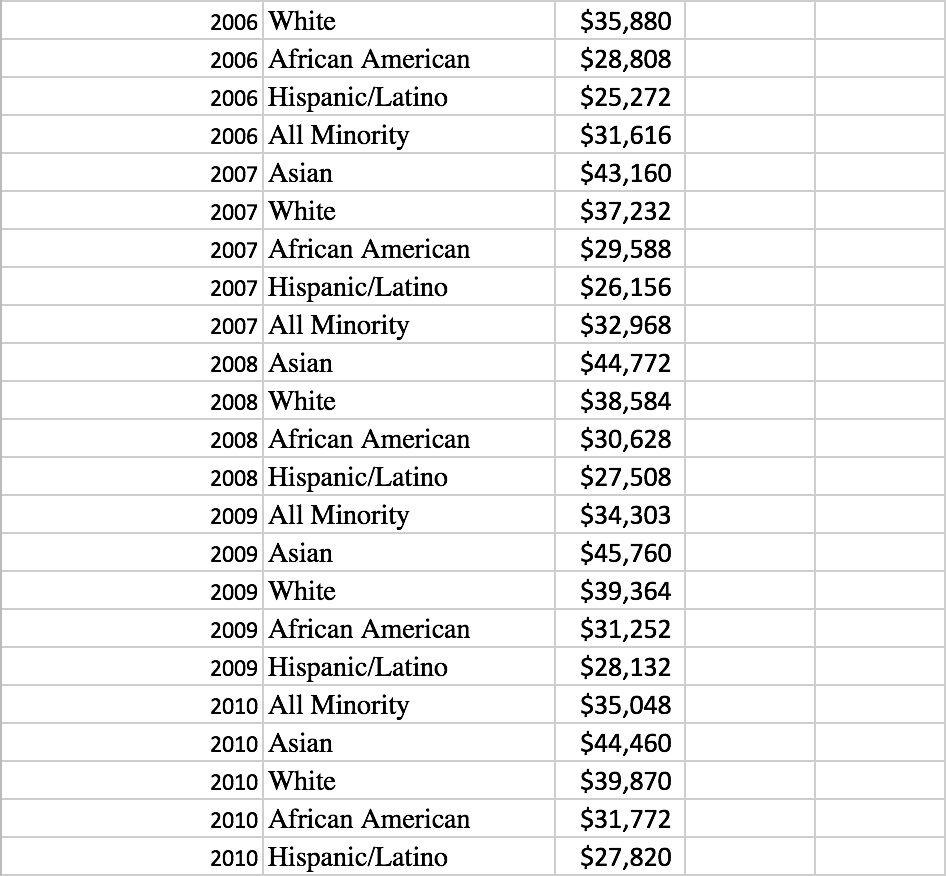 2006 White $35,880
2006 African American $28,808
2006 Hispanic/Latino $25,272
2006 All Minority $31,616
2007 Asian $43,160
2007 White $37,232
2007 African American $29,588
2007 Hispanic/Latino $26,156
2007 All Minority $32,968
2008 Asian $44,772
2008 White $38,584
2008 African American $30,628
2008 Hispanic/Latino $27,508
2009 All Minority $34,303
2009 Asian $45,760
2009 White $39,364
2009 African American $31,252
2009 Hispanic/Latino $28,132
2010 All Minority $35,048
2010 Asian $44,460
2010 White $39,870
2010 African American $31,772
2010 Hispanic/Latino $27,820